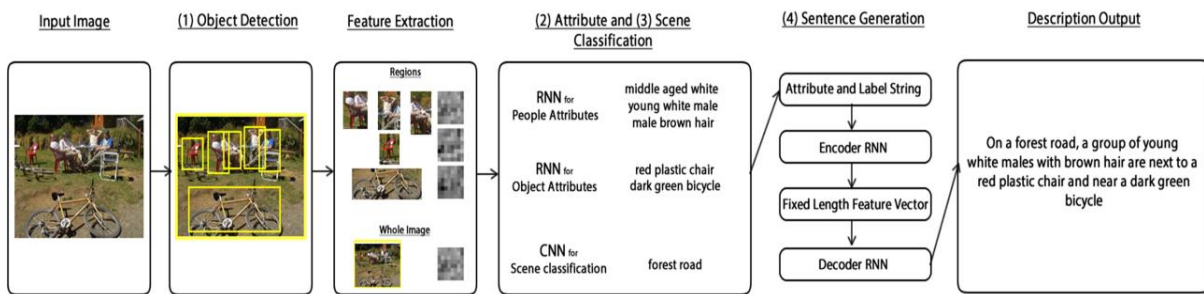 Input Image
(1) Object Detection
Feature Extraction
(2) Attribute and (3) Scene
Classification
(4) Sentence Generation
Description Output
Regions
Whole Image
RNN for
People Attributes
middle aged white
young white male
male brown hair
RNN for
Object Attributes
red plastic chair
dark green bicycle
CNN for
Scene classification
forest road
Attribute and Label String
Encoder RNN
Fixed Length Feature Vector
Decoder RNN
On a forest road, a group of young
white males with brown hair are next to a
red plastic chair and near a dark green
bicycle